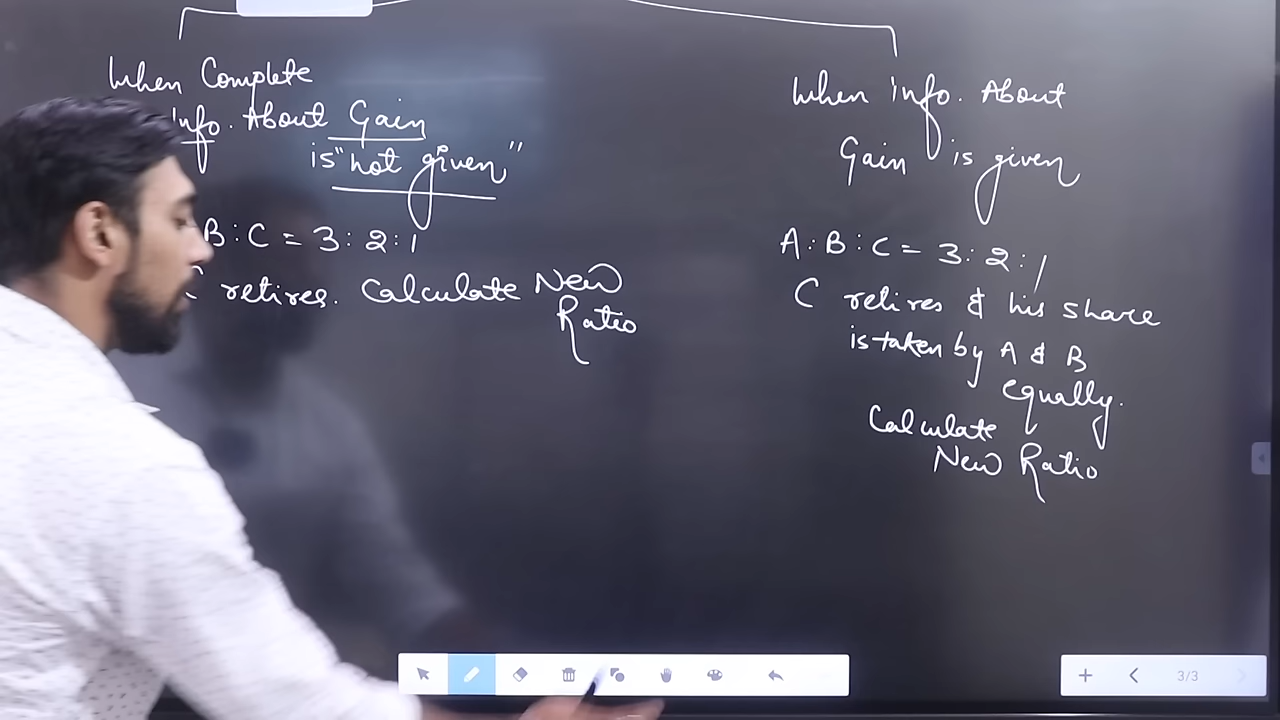 When Complete
Info. About Gain
is "not given"
B : C = 3 : 2 : 1
C retires. Calculate New
Ratio
When info. About
Gain is given
A : B : C = 3 : 2 : 1
C retires & his share
is taken by A & B
equally.
Calculate
New Ratio
3/3